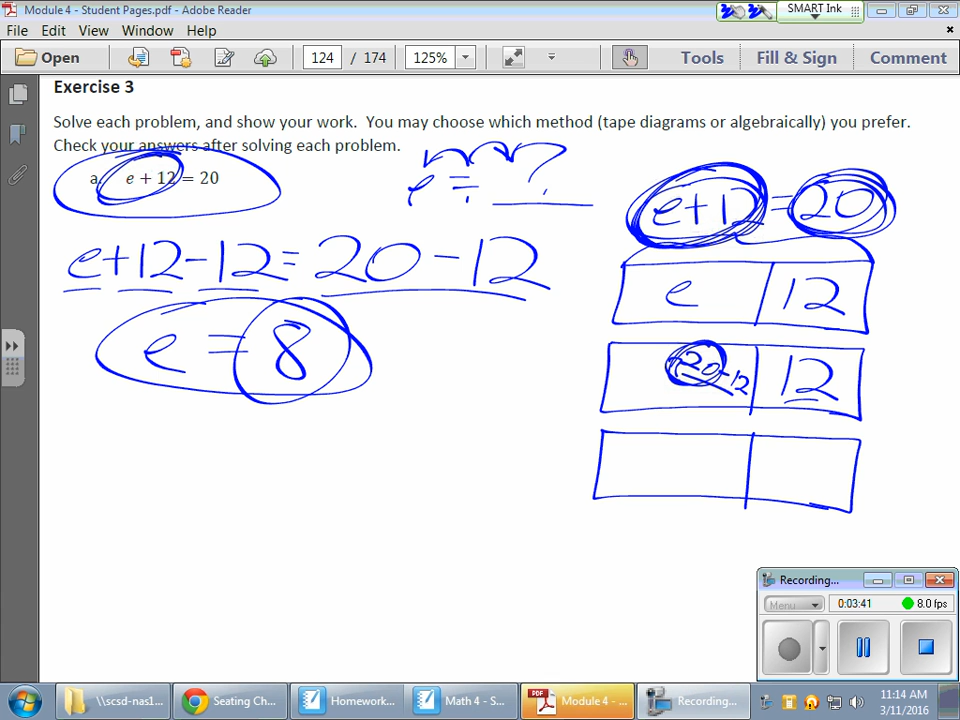 Module 4 - Student Pages.pdf - Adobe Reader
SMART Ink
File Edit View Window Help
Open 124 / 174 125% Tools Fill & Sign Comment
Exercise 3
Solve each problem, and show your work. You may choose which method (tape diagrams or algebraically) you prefer.
Check your answers after solving each problem.
a. e + 12 = 20
e = ?
e+12 = 20
e+12-12 = 20-12
e = 8
e 12
20-12 12
Recording...
Menu 0:03:41 8.0 fps
\\scsd-nas1... Seating Ch... Homework... Math 4 - S... PDF Module 4 -... Recording... 11:14 AM
3/11/2016